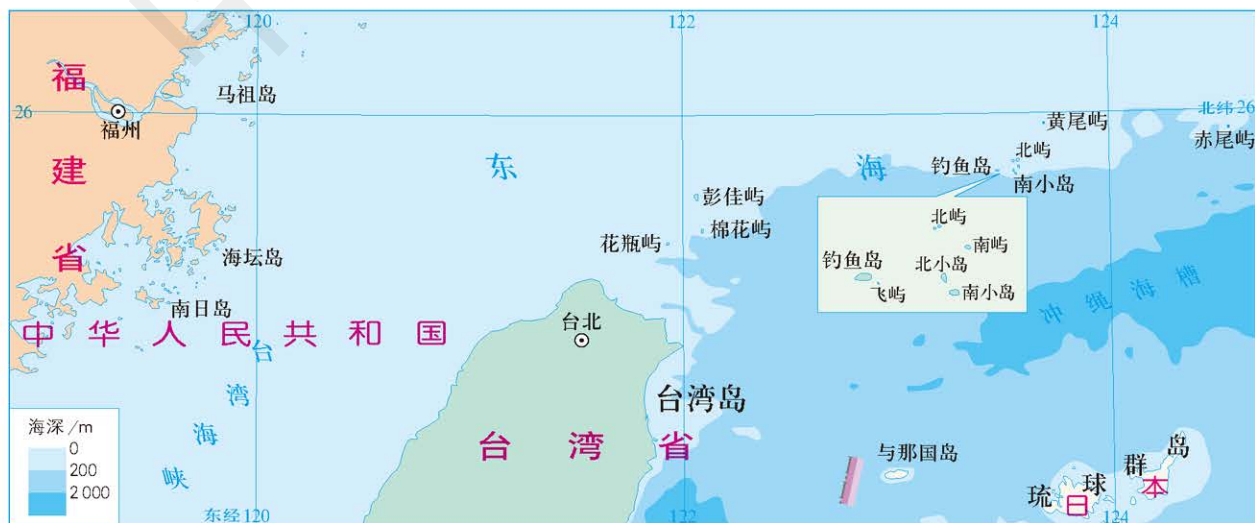 120
122
124
福建省
马祖岛
26
福州
北纬26
黄尾屿
赤尾屿
东海
北屿
钓鱼岛
南小岛
彭佳屿
棉花屿
花瓶屿
北屿
南屿
钓鱼岛
北小岛
飞屿
南小岛
海坛岛
南日岛
冲绳海槽
中华人民共和国
台湾海峡
台北
台湾岛
台湾省
与那国岛
琉球群岛
日本
海深/m
0
200
2 000
东经120
122
124